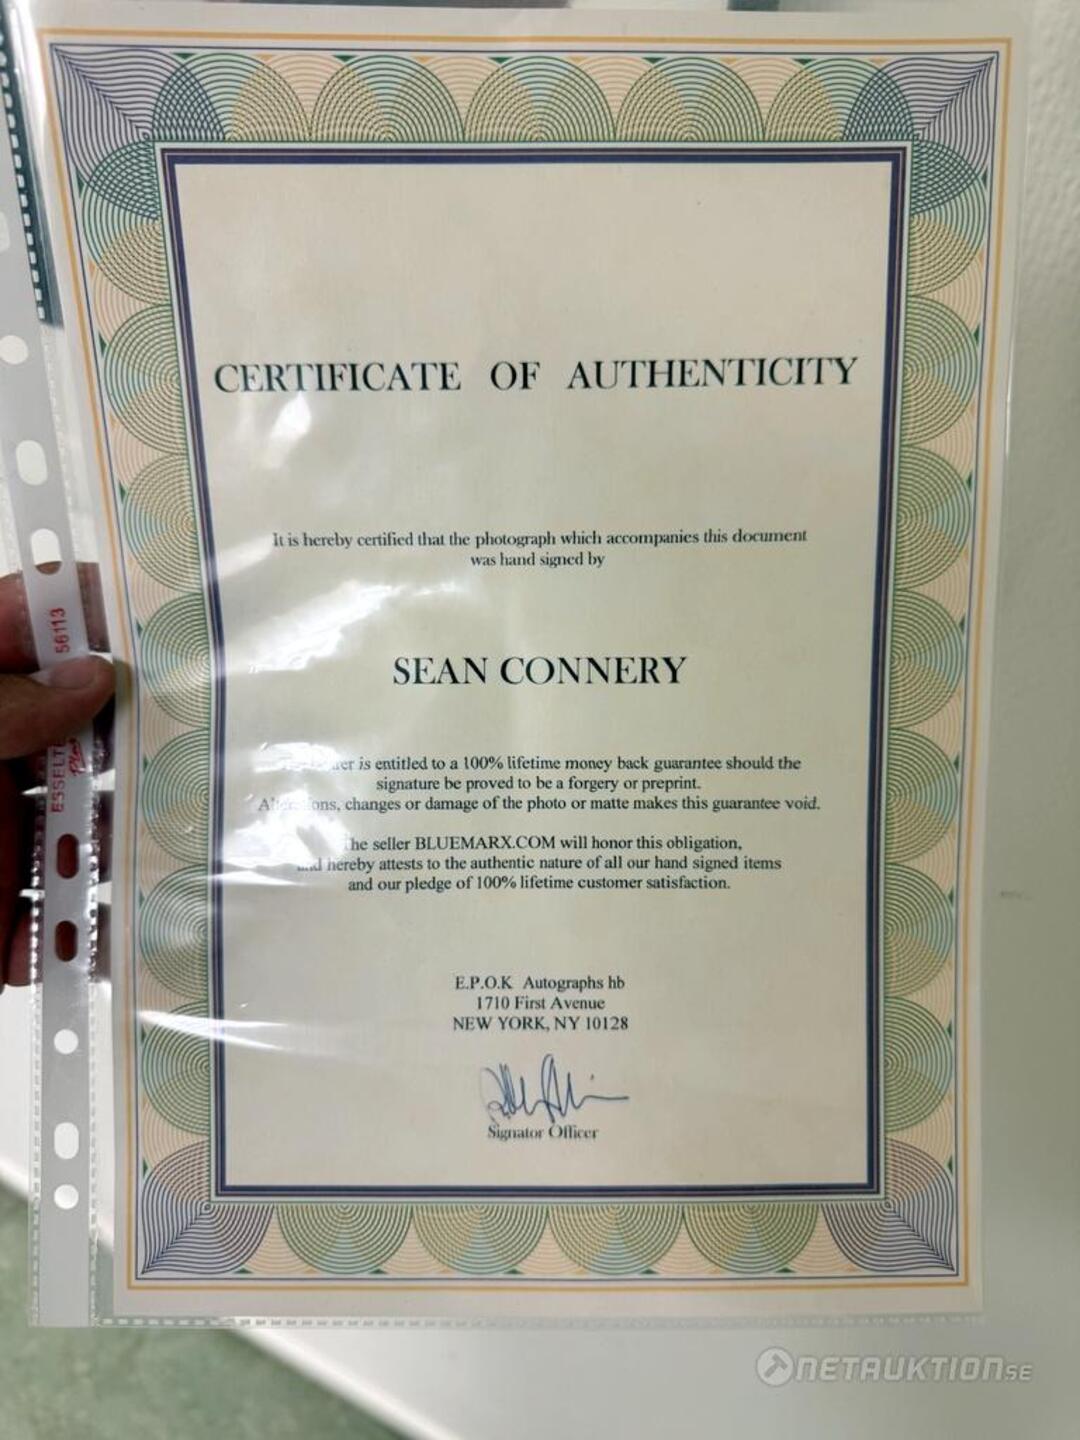 CERTIFICATE OF AUTHENTICITY
It is hereby certified that the photograph which accompanies this document
was hand signed by
SEAN CONNERY
is entitled to a 100% lifetime money back guarantee should the
signature be proved to be a forgery or preprint.
Alterations, changes or damage of the photo or matte makes this guarantee void.
The seller BLUEMARX.COM will honor this obligation,
and hereby attests to the authentic nature of all our hand signed items
and our pledge of 100% lifetime customer satisfaction.
E.P.O.K Autographs hb
1710 First Avenue
NEW YORK, NY 10128
Signator Officer
ESSELTE Plus 56113
NETAUKTION.SE